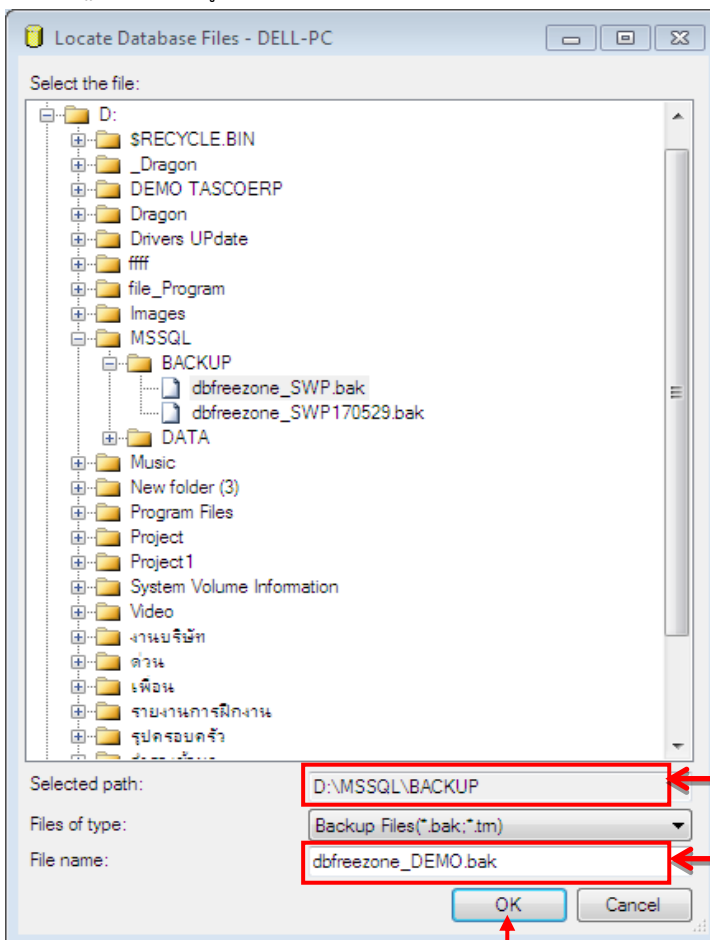 Locate Database Files - DELL-PC
Select the file:
D:
$RECYCLE.BIN
_Dragon
DEMO TASCOERP
Dragon
Drivers UPdate
ffff
file_Program
Images
MSSQL
BACKUP
dbfreezone_SWP.bak
dbfreezone_SWP170529.bak
DATA
Music
New folder (3)
Program Files
Project
Project1
System Volume Information
Video
งานบริษัท
ด่วน
เพื่อน
รายงานการฝึกงาน
รูปครอบครัว
Selected path:
D:\MSSQL\BACKUP
Files of type:
Backup Files(*.bak;*.trn)
File name:
dbfreezone_DEMO.bak
OK Cancel